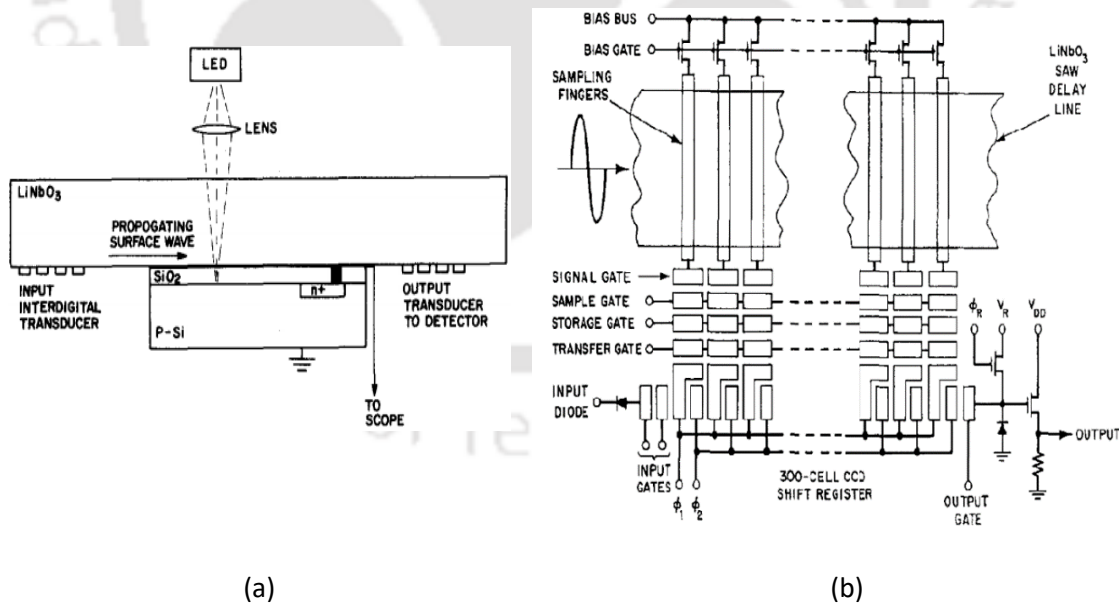 LED
LENS
LiNbO3
PROPOGATING
SURFACE WAVE
SiO2
n+
P-Si
INPUT
INTERDIGITAL
TRANSDUCER
OUTPUT
TRANSDUCER
TO DETECTOR
TO
SCOPE
(a)
BIAS BUS
BIAS GATE
SAMPLING
FINGERS
LiNbO3
SAW
DELAY
LINE
SIGNAL GATE
SAMPLE GATE
STORAGE GATE
TRANSFER GATE
ϕR
VR
VDD
INPUT
DIODE
INPUT
GATES
ϕ1
ϕ2
300-CELL CCD
SHIFT REGISTER
OUTPUT
GATE
OUTPUT
(b)